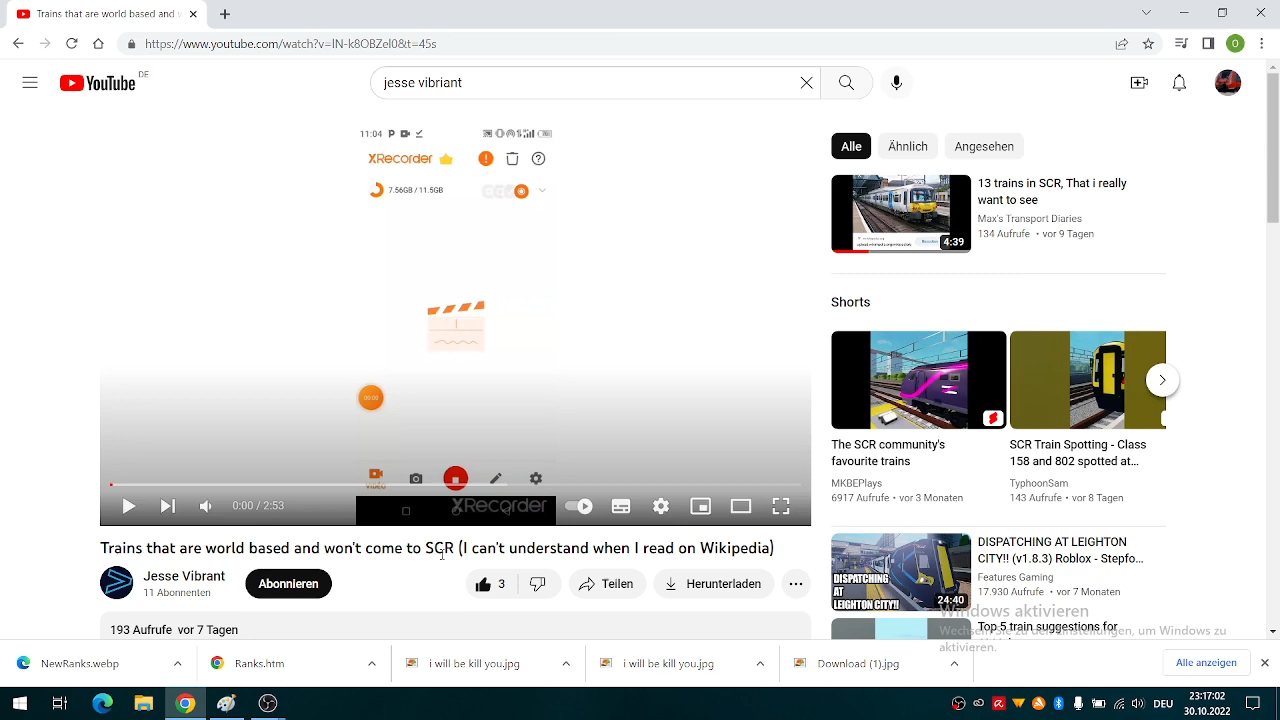 Trains that are world based and
https://www.youtube.com/watch?v=IN-k8OBZeI0&t=45s
YouTube DE
jesse vibriant
11:04
XRecorder
7.56GB / 11.5GB
00:00
VIDEO
XRecorder
0:00 / 2:53
Trains that are world based and won't come to SCR (I can't understand when I read on Wikipedia)
Jesse Vibrant
11 Abonnenten
Abonnieren
3
Teilen
Herunterladen
193 Aufrufe vor 7 Tagen
Alle
Ähnlich
Angesehen
4:39
13 trains in SCR, That i really
want to see
Max's Transport Diaries
134 Aufrufe • vor 9 Tagen
Shorts
The SCR community's
favourite trains
MKBEPlays
6917 Aufrufe • vor 3 Monaten
SCR Train Spotting - Class
158 and 802 spotted at...
TyphoonSam
143 Aufrufe • vor 8 Tagen
DISPATCHING
AT
LEIGHTON CITY!!
24:40
DISPATCHING AT LEIGHTON
CITY!! (v1.8.3) Roblox - Stepfo...
Features Gaming
17.930 Aufrufe • vor 7 Monaten
Top 5 train suggestions for
Windows aktivieren
Wechseln Sie zu den Einstellungen, um Windows zu
aktivieren.
NewRanks.webp
Ranks.htm
i will be kill you.jpg
i will be kill you.jpg
Download (1).jpg
Alle anzeigen
DEU
23:17:02
30.10.2022